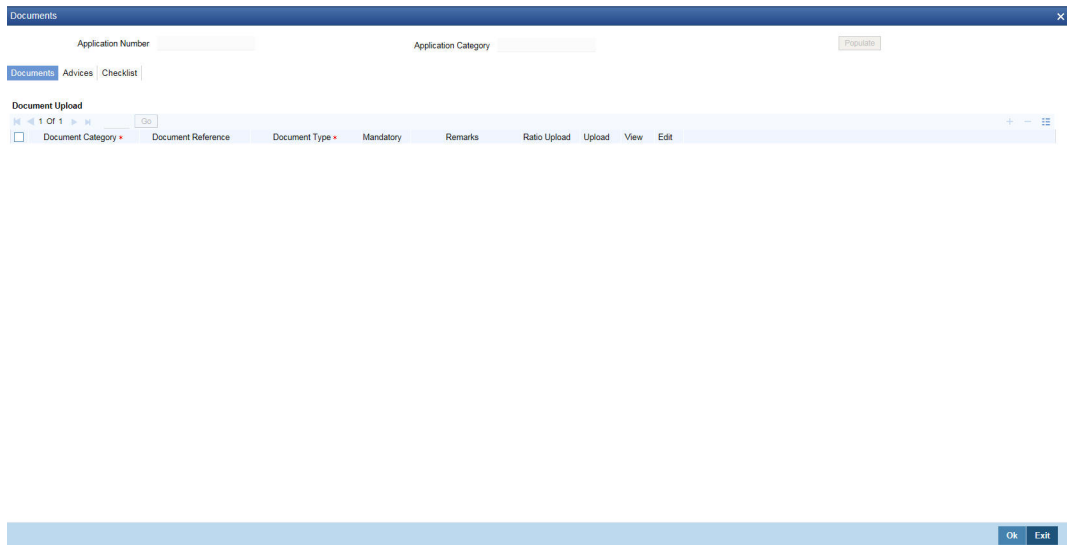 Documents
Application Number Application Category Populate
Documents Advices Checklist
Document Upload
1 Of 1 Go
Document Category * Document Reference Document Type * Mandatory Remarks Ratio Upload Upload View Edit
Ok Exit